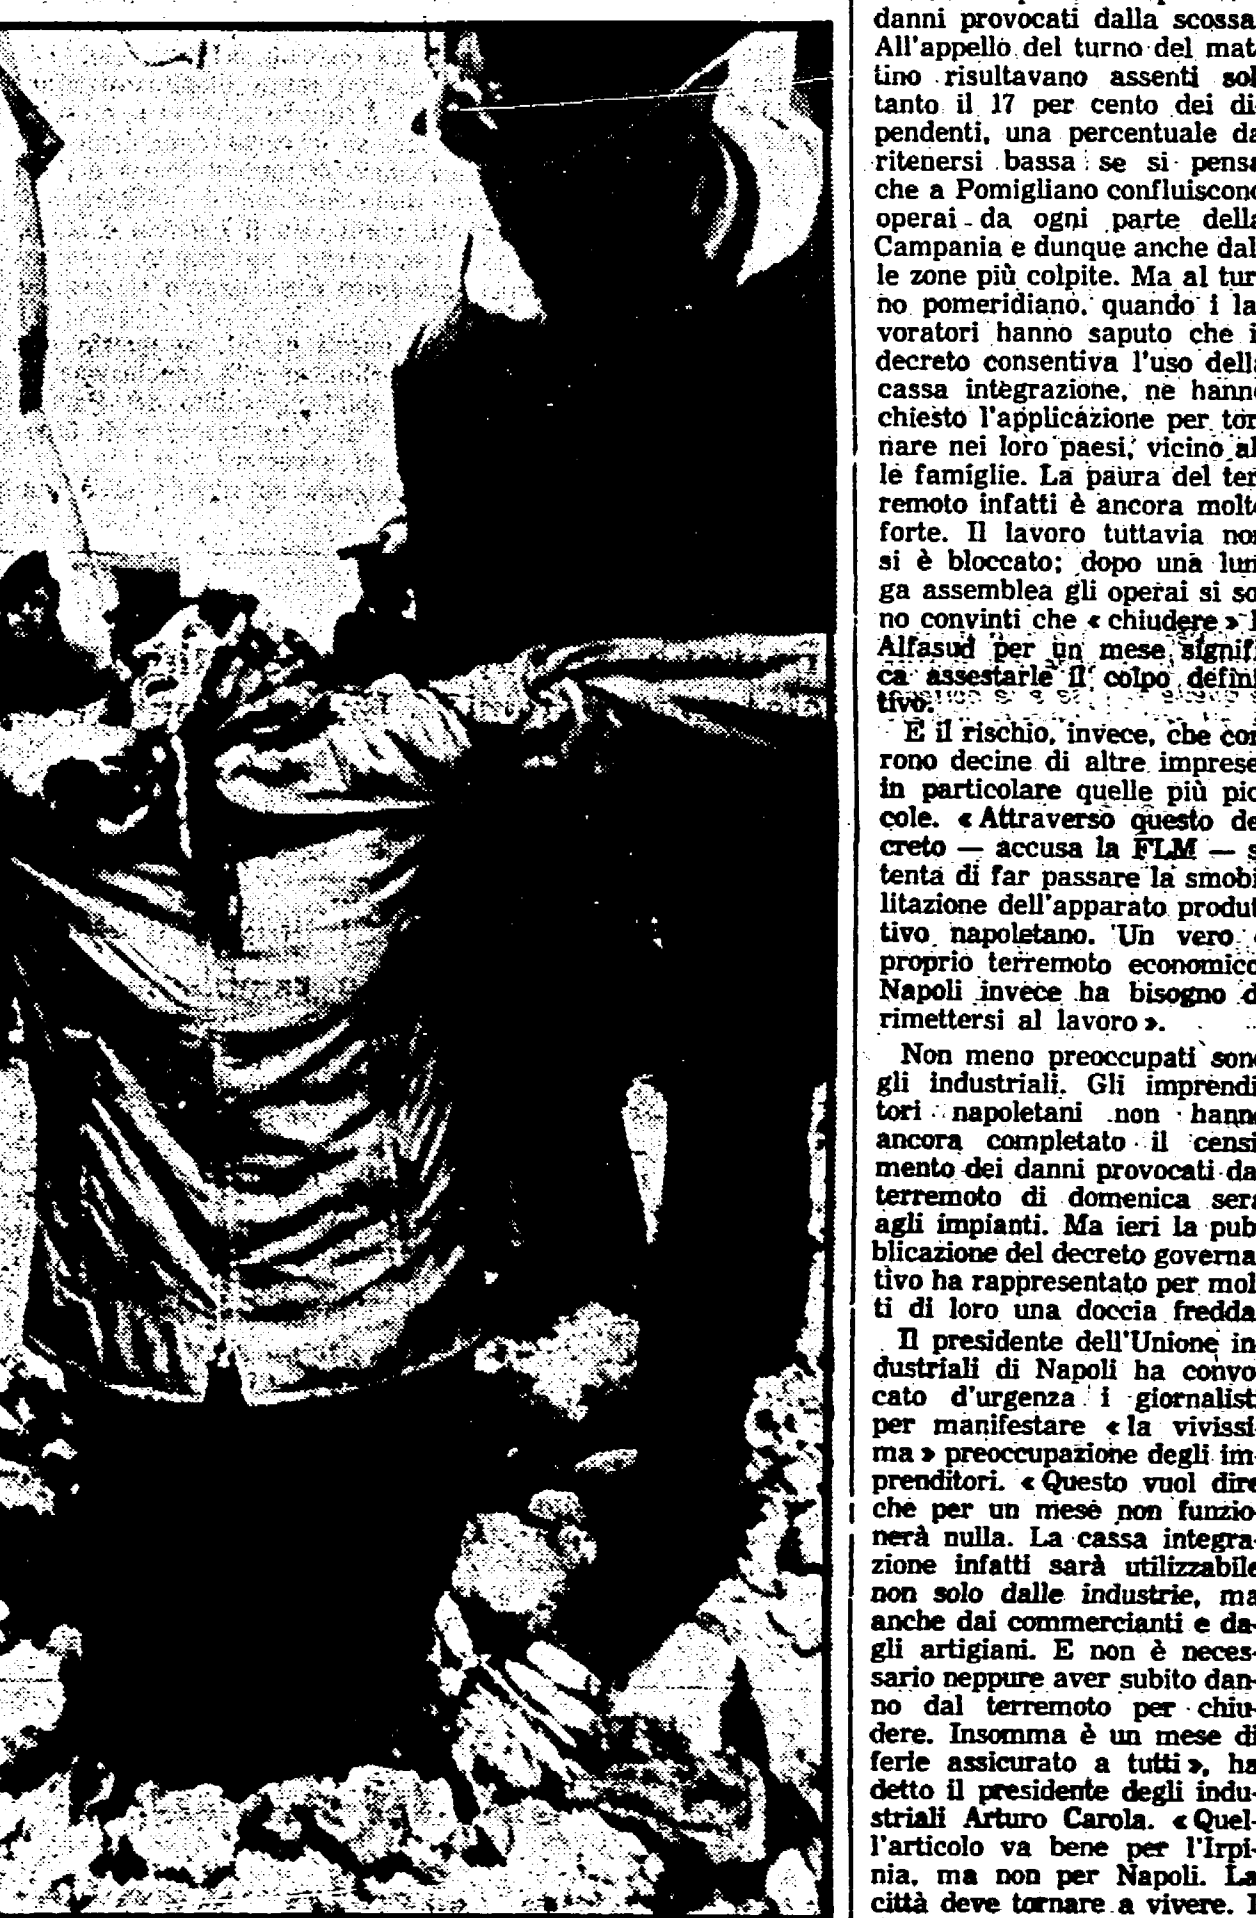 danni provocati dalla scossa.
All'appello del turno del mat
tino risultavano assenti sol
tanto il 17 per cento dei di
pendenti, una percentuale da
ritenersi bassa se si pensa
che a Pomigliano confluiscono
operai da ogni parte della
Campania e dunque anche dal
le zone più colpite. Ma al tur
no pomeridiano, quando i la
voratori hanno saputo che i
decreto consentiva l'uso della
cassa integrazione, ne hanno
chiesto l'applicazione per tor
nare nei loro paesi, vicino al
le famiglie. La paura del ter
remoto infatti è ancora molto
forte. Il lavoro tuttavia non
si è bloccato; dopo una lun
ga assemblea gli operai si so
no convinti che « chiudere » l
Alfasud per un mese signifi
ca assestarle il colpo defini
tivo.
E il rischio, invece, che cor
rono decine di altre imprese
in particolare quelle più pic
cole. « Attraverso questo de
creto — accusa la FLM — s
tenta di far passare la smobi
litazione dell'apparato produt
tivo napoletano. Un vero
proprio terremoto economico
Napoli invece ha bisogno d
rimettersi al lavoro ».
Non meno preoccupati sono
gli industriali. Gli imprendi
tori napoletani non hanno
ancora completato il censi
mento dei danni provocati da
terremoto di domenica sera
agli impianti. Ma ieri la pub
blicazione del decreto governa
tivo ha rappresentato per mol
ti di loro una doccia fredda.
Il presidente dell'Unione in
dustriali di Napoli ha convo
cato d'urgenza i giornalisti
per manifestare « la vivissi-
ma » preoccupazione degli im-
prenditori. « Questo vuol dire
che per un mese non funzio-
nerà nulla. La cassa integra-
zione infatti sarà utilizzabile
non solo dalle industrie, ma
anche dai commercianti e da-
gli artigiani. E non è neces-
sario neppure aver subito dan-
no dal terremoto per chiu-
dere. Insomma è un mese di
ferie assicurato a tutti », ha
detto il presidente degli indu-
striali Arturo Carola. « Quel-
l'articolo va bene per l'Irpi-
nia, ma non per Napoli. La
città deve tornare a vivere. I